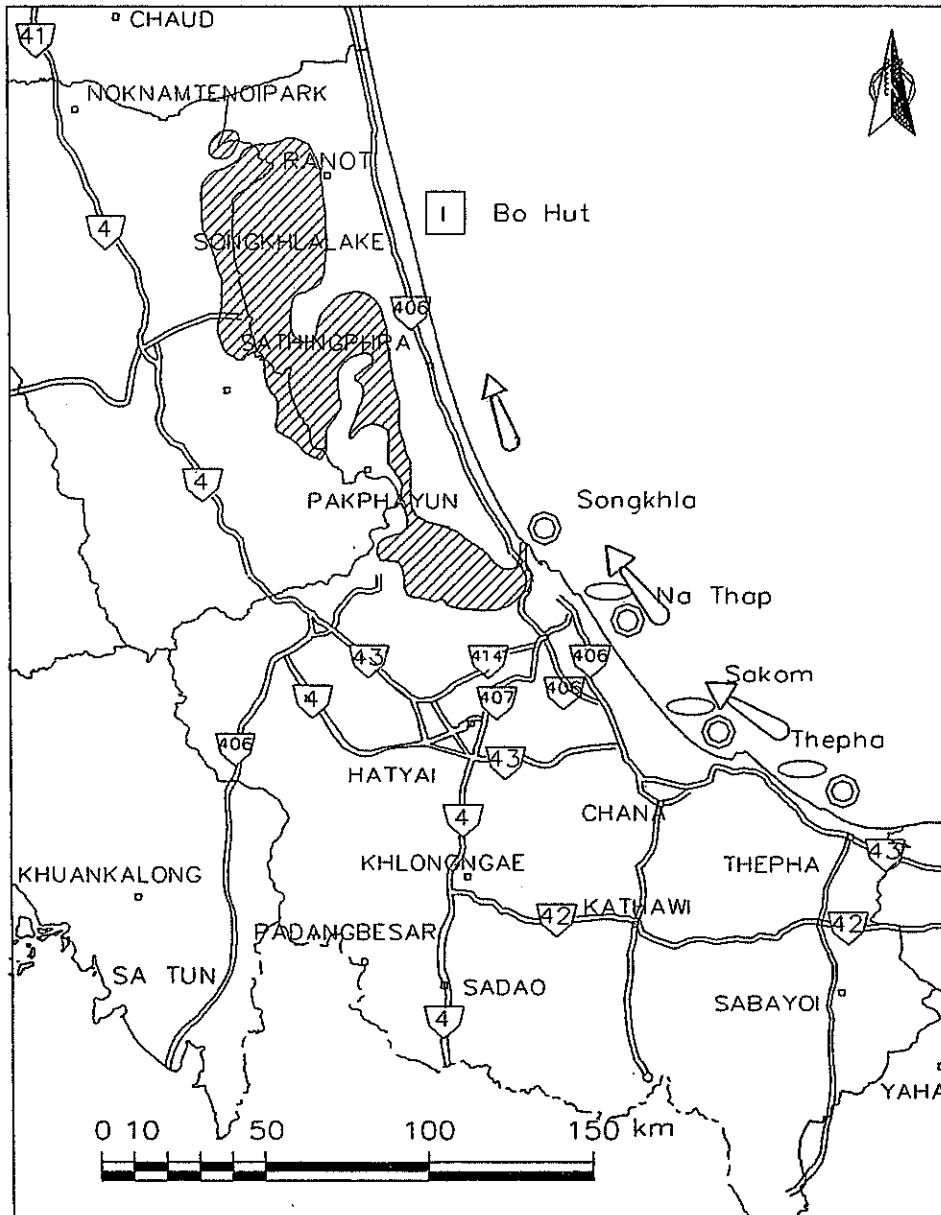 CHAUD
41
NOKNAMTENOIPARK
RANOT
1 Bo Hut
4
SONGKHLALAKE
406
SATHINGPHRA
4
PAKPHAYUN
Songkhla
Na Thap
43
414
406
Sakom
4
407
406
406
Thepha
HATYAI
43
CHANA
4
THEPHA
43
KHLONGNGAE
KHUANKALONG
42
KATHAWI
42
PADANGBESAR
SA TUN
SADAO
SABAYOI
4
YAHA
0 10 50 100 150 km